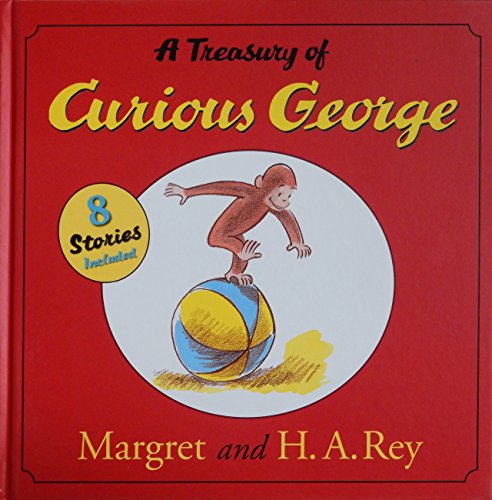 A Treasury of
Curious George
8
Stories
Included
Margret and H. A. Rey